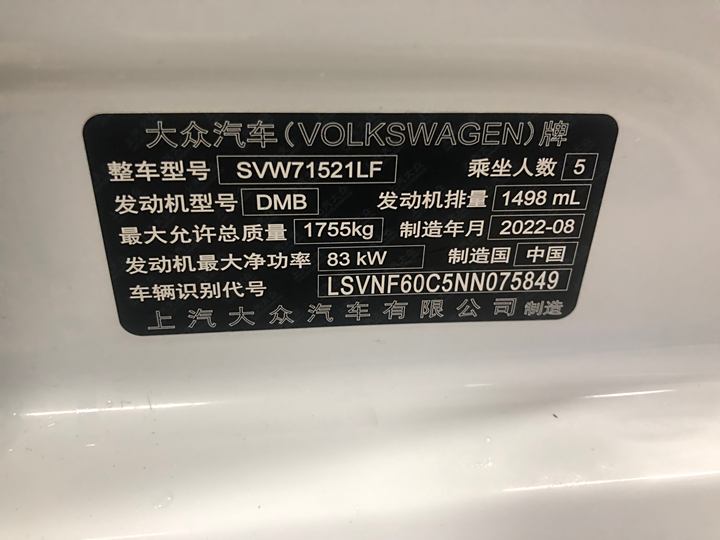 大众汽车(VOLKSWAGEN)牌
整车型号 SVW71521LF 乘坐人数 5
发动机型号 DMB 发动机排量 1498 mL
最大允许总质量 1755kg 制造年月 2022-08
发动机最大净功率 83 kW 制造国 中国
车辆识别代号 LSVNF60C5NN075849
上汽大众汽车有限公司 制造